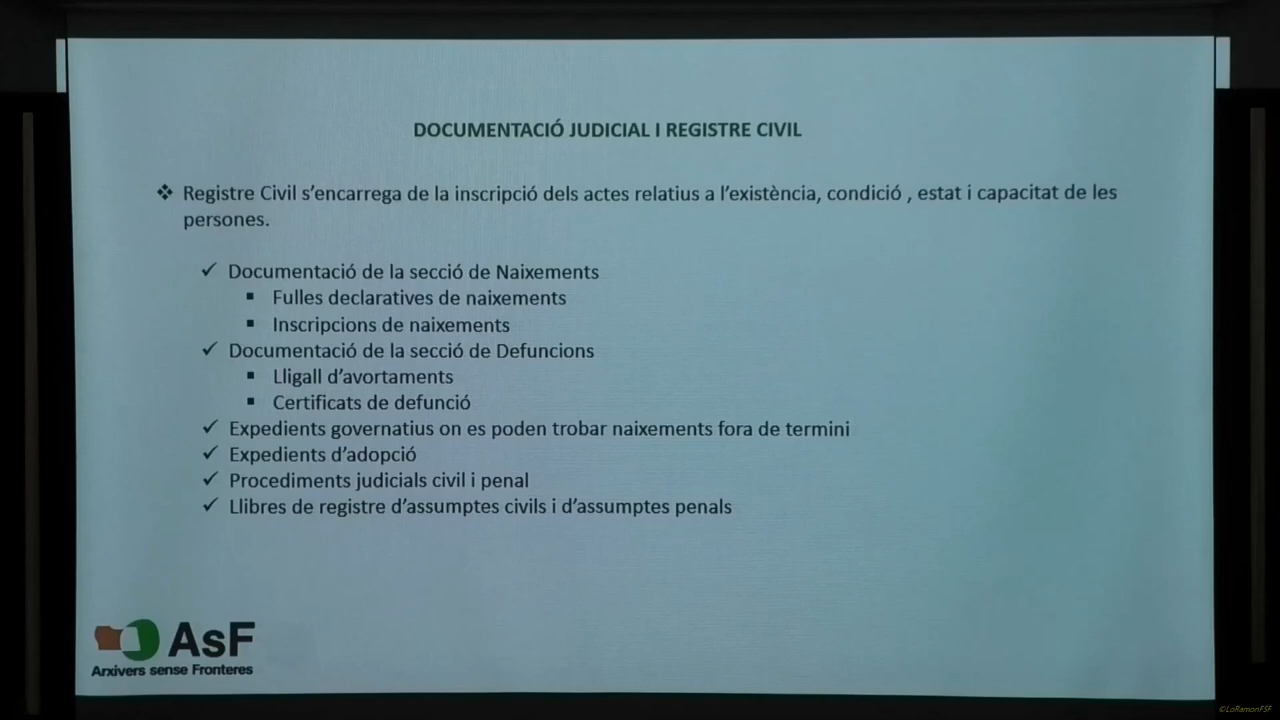 DOCUMENTACIÓ JUDICIAL I REGISTRE CIVIL
❖ Registre Civil s'encarrega de la inscripció dels actes relatius a l'existència, condició , estat i capacitat de les
persones.
✓ Documentació de la secció de Naixements
▪ Fulles declaratives de naixements
▪ Inscripcions de naixements
✓ Documentació de la secció de Defuncions
▪ Lligall d'avortaments
▪ Certificats de defunció
✓ Expedients governatius on es poden trobar naixements fora de termini
✓ Expedients d'adopció
✓ Procediments judicials civil i penal
✓ Llibres de registre d'assumptes civils i d'assumptes penals
AsF
Arxivers sense Fronteres
©LoRamonFSF